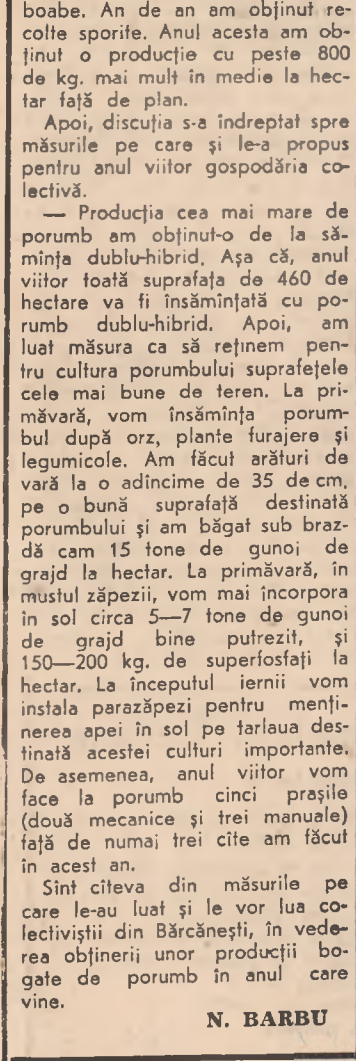 boabe. An de an am obținut re-
colte sporite. Anul acesta am ob-
ținut o producție cu peste 800
de kg. mai mult în medie la hec-
tar față de plan.
Apoi, discuția s-a îndreptat spre
măsurile pe care și le-a propus
pentru anul viitor gospodăria co-
lectivă.
— Producția cea mai mare de
porumb am obținut-o de la să-
mînța dublu-hibrid. Așa că, anul
viitor toată suprafața de 460 de
hectare va fi însămînțată cu po-
rumb dublu-hibrid. Apoi, am
luat măsura ca să reținem pen-
tru cultura porumbului suprafețele
cele mai bune de teren. La pri-
măvară, vom însămînța porum-
bul după orz, plante furajere și
legumicole. Am făcut arături de
vară la o adîncime de 35 de cm.
pe o bună suprafață destinată
porumbului și am băgat sub braz-
dă cam 15 tone de gunoi de
grajd la hectar. La primăvară, în
mustul zăpezii, vom mai încorpora
în sol circa 5—7 tone de gunoi
de grajd bine putrezit, și
150—200 kg. de superfosfați la
hectar. La începutul iernii vom
instala parazăpezi pentru menți-
nerea apei în sol pe tarlaua des-
tinată acestei culturi importante.
De asemenea, anul viitor vom
face la porumb cinci prașile
(două mecanice și trei manuale)
față de numai trei cîte am făcut
în acest an.
Sînt cîteva din măsurile pe
care le-au luat și le vor lua co-
lectiviștii din Bărcănești, în vede-
rea obținerii unor producții bo-
gate de porumb în anul care
vine.
N. BARBU